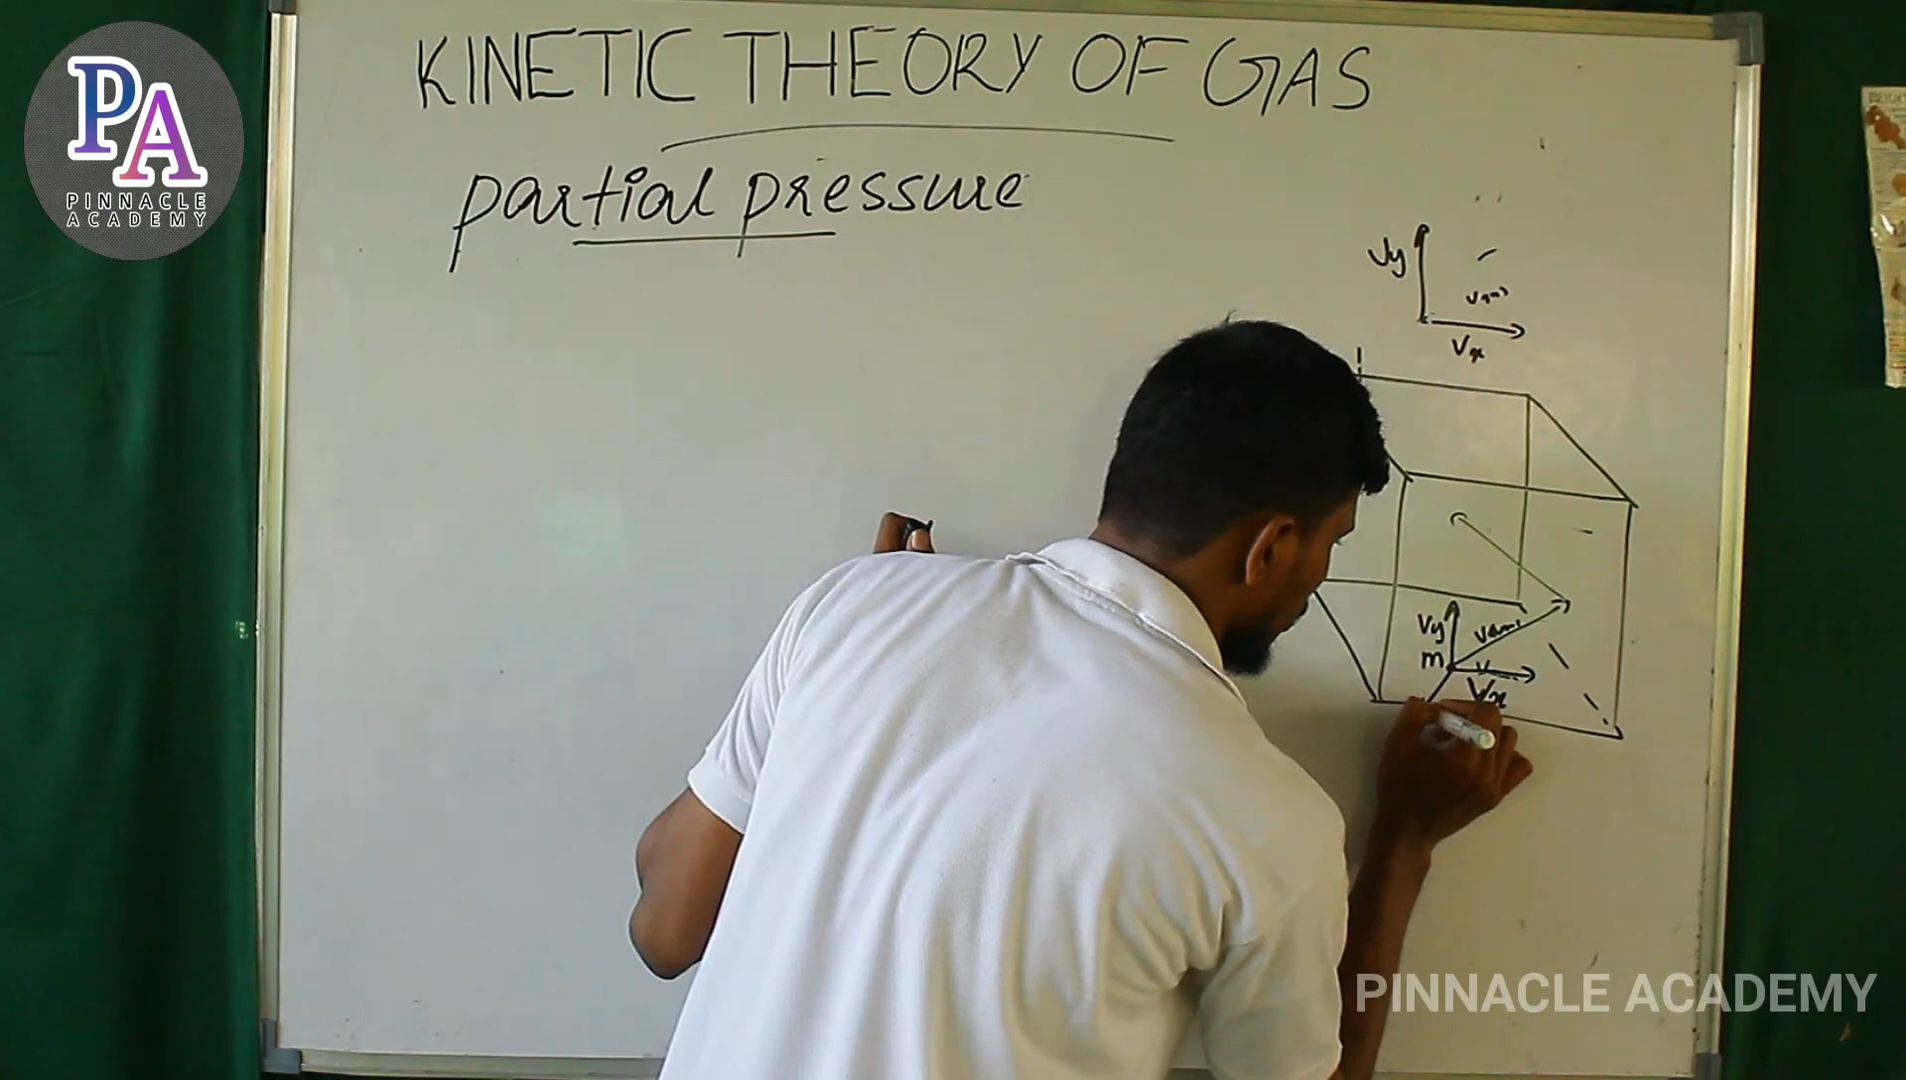 PA
PINNACLE
ACADEMY
KINETIC THEORY OF GAS
partial pressure
Vy
Vx
Vy
m
Vx
PINNACLE ACADEMY